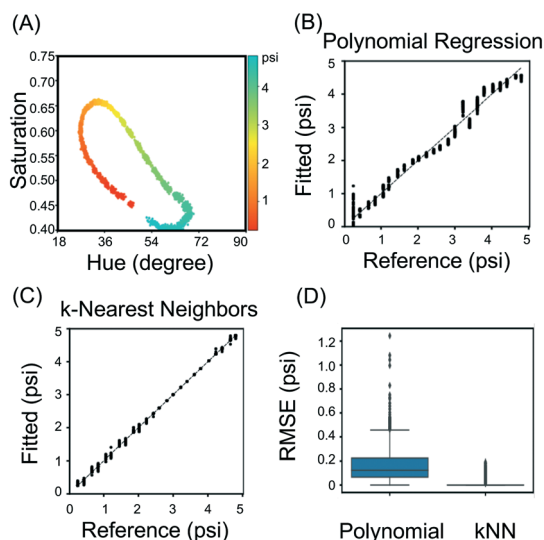 (A)
psi
0.75
0.70
0.65
0.60
0.55
0.50
0.45
0.40
Saturation
18 36 54 72 90
Hue (degree)
4
3
2
1
(B)
Polynomial Regression
5
4
3
2
1
0
Fitted (psi)
0 1 2 3 4 5
Reference (psi)
(C)
k-Nearest Neighbors
5
4
3
2
1
0
Fitted (psi)
0 1 2 3 4 5
Reference (psi)
(D)
1.2
1.0
0.8
0.6
0.4
0.2
0
RMSE (psi)
Polynomial kNN